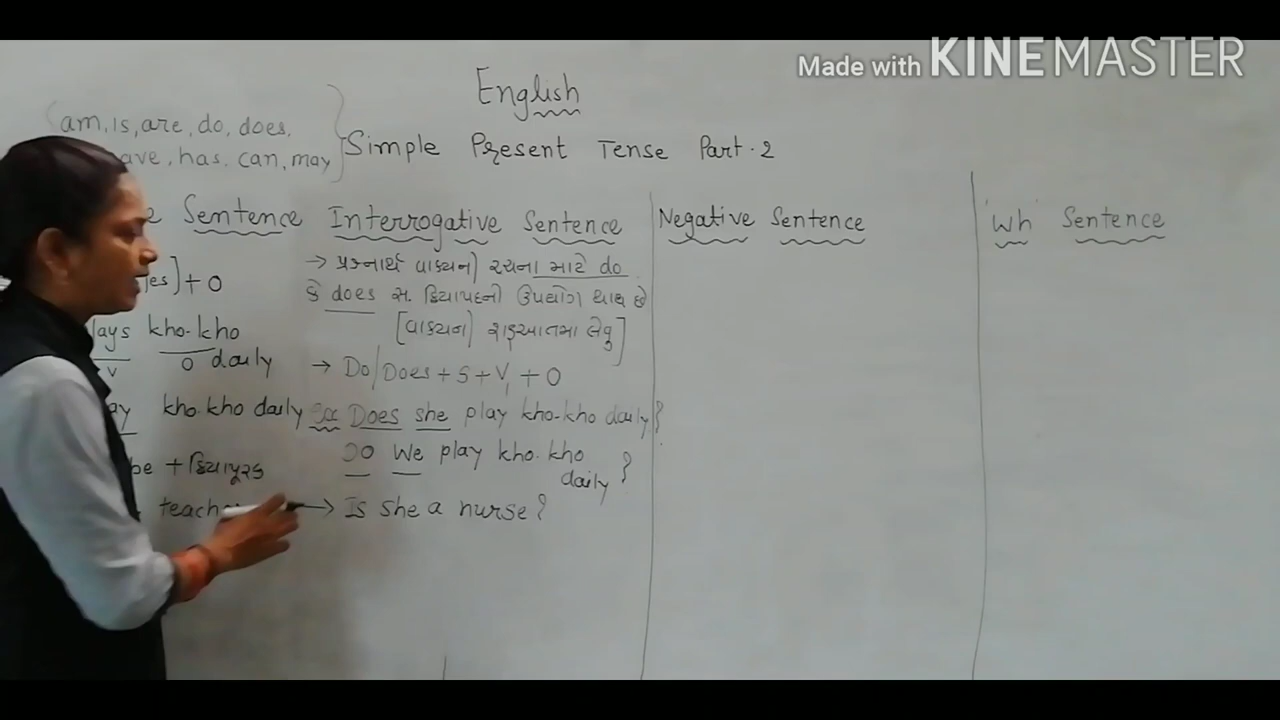 Made with KINEMASTER
English
am, is, are, do, does,
ave, has. can, may
Simple Present Tense Part-2
e Sentence
es] + O
lays kho-kho
V O daily
ay kho-kho daily
be + ક્રિયાપૂરક
teach
Interrogative Sentence
→ પ્રશ્નાર્થ વાક્યની રચના માટે do
કે does સ. ક્રિયાપદનો ઉપયોગ થાય છે
[વાક્યની શરૂઆતમા લેવુ]
→ Do/Does + S + V₁ + O
Ex Does she play kho-kho daily?
DO We play kho-kho
daily ?
→ Is she a nurse?
Negative Sentence
'Wh' Sentence